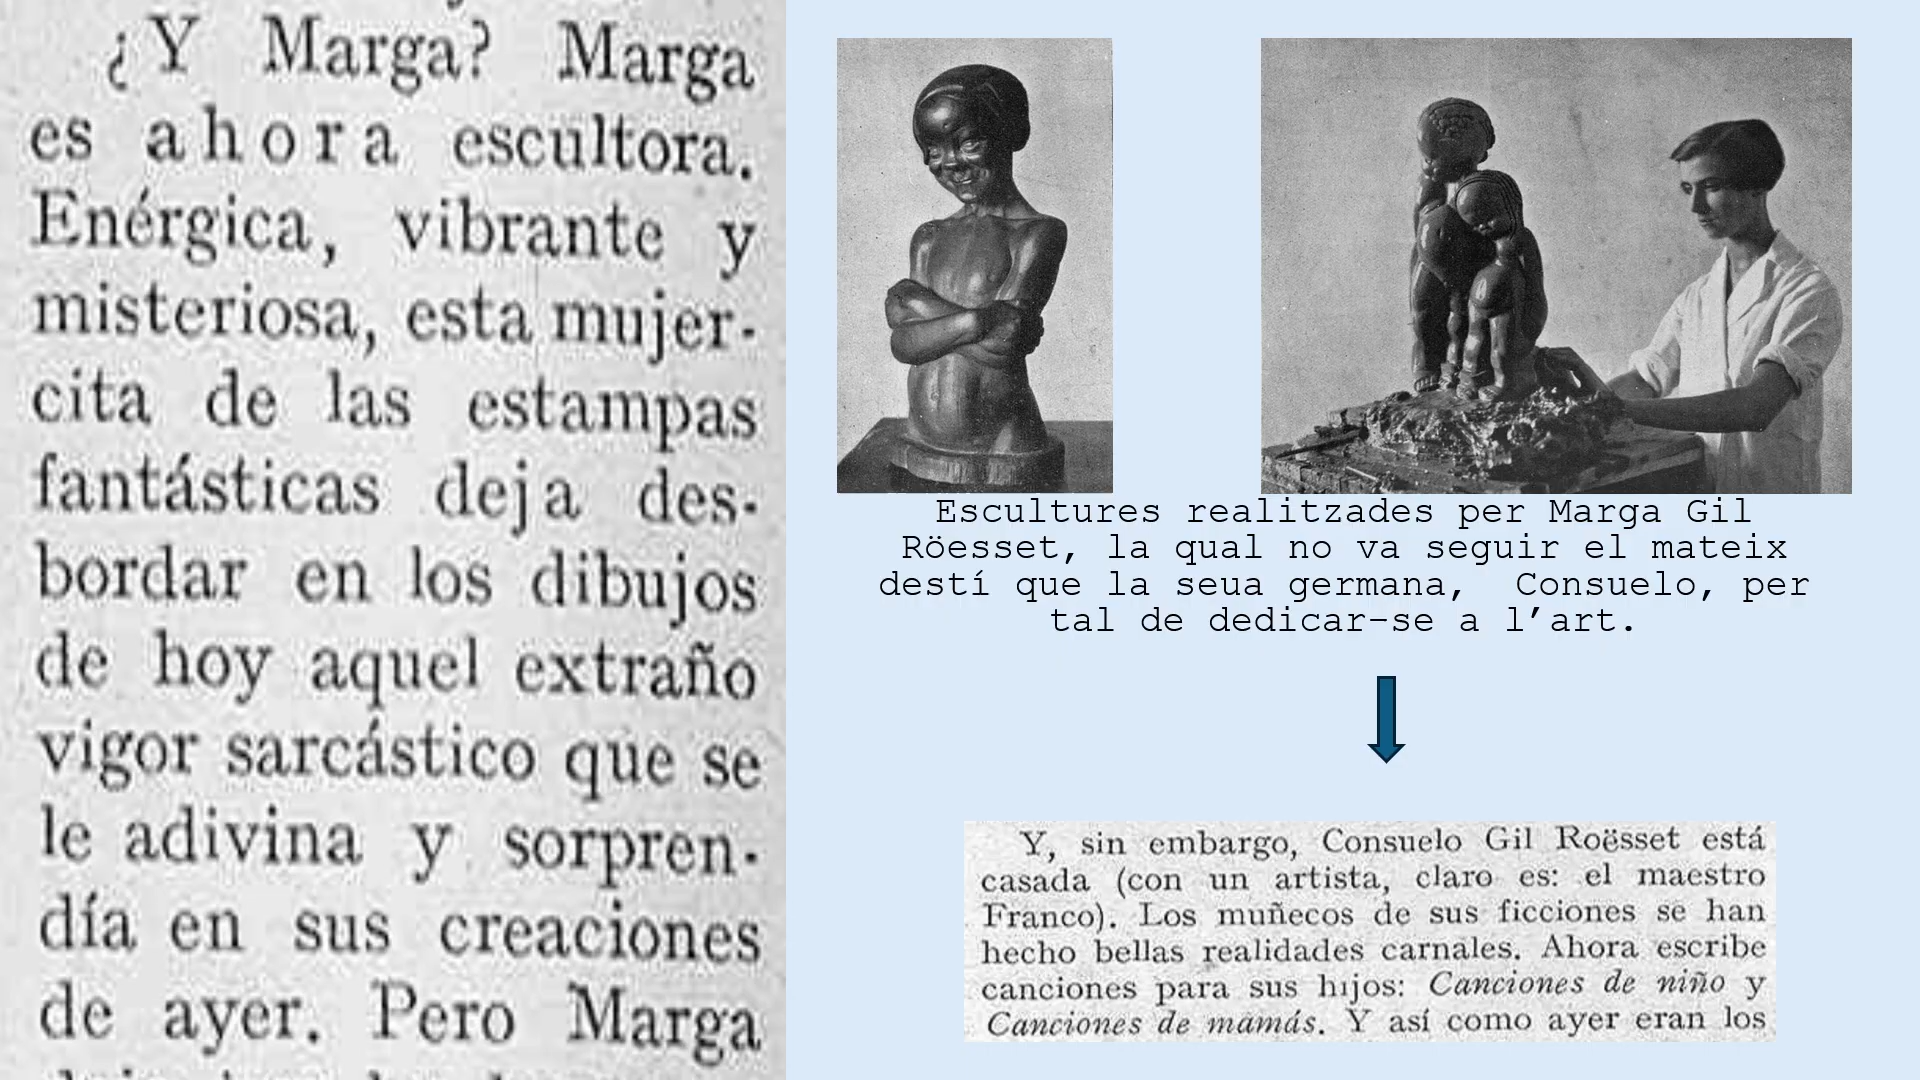 ¿Y Marga? Marga
es ahora escultora.
Enérgica, vibrante y
misteriosa, esta mujer-
cita de las estampas
fantásticas deja des-
bordar en los dibujos
de hoy aquel extraño
vigor sarcástico que se
le adivina y sorpren-
día en sus creaciones
de ayer. Pero Marga
Escultures realitzades per Marga Gil
Röesset, la qual no va seguir el mateix
destí que la seua germana, Consuelo, per
tal de dedicar-se a l’art.
Y, sin embargo, Consuelo Gil Roësset está
casada (con un artista, claro es: el maestro
Franco). Los muñecos de sus ficciones se han
hecho bellas realidades carnales. Ahora escribe
canciones para sus hijos: Canciones de niño y
Canciones de mamás. Y así como ayer eran los